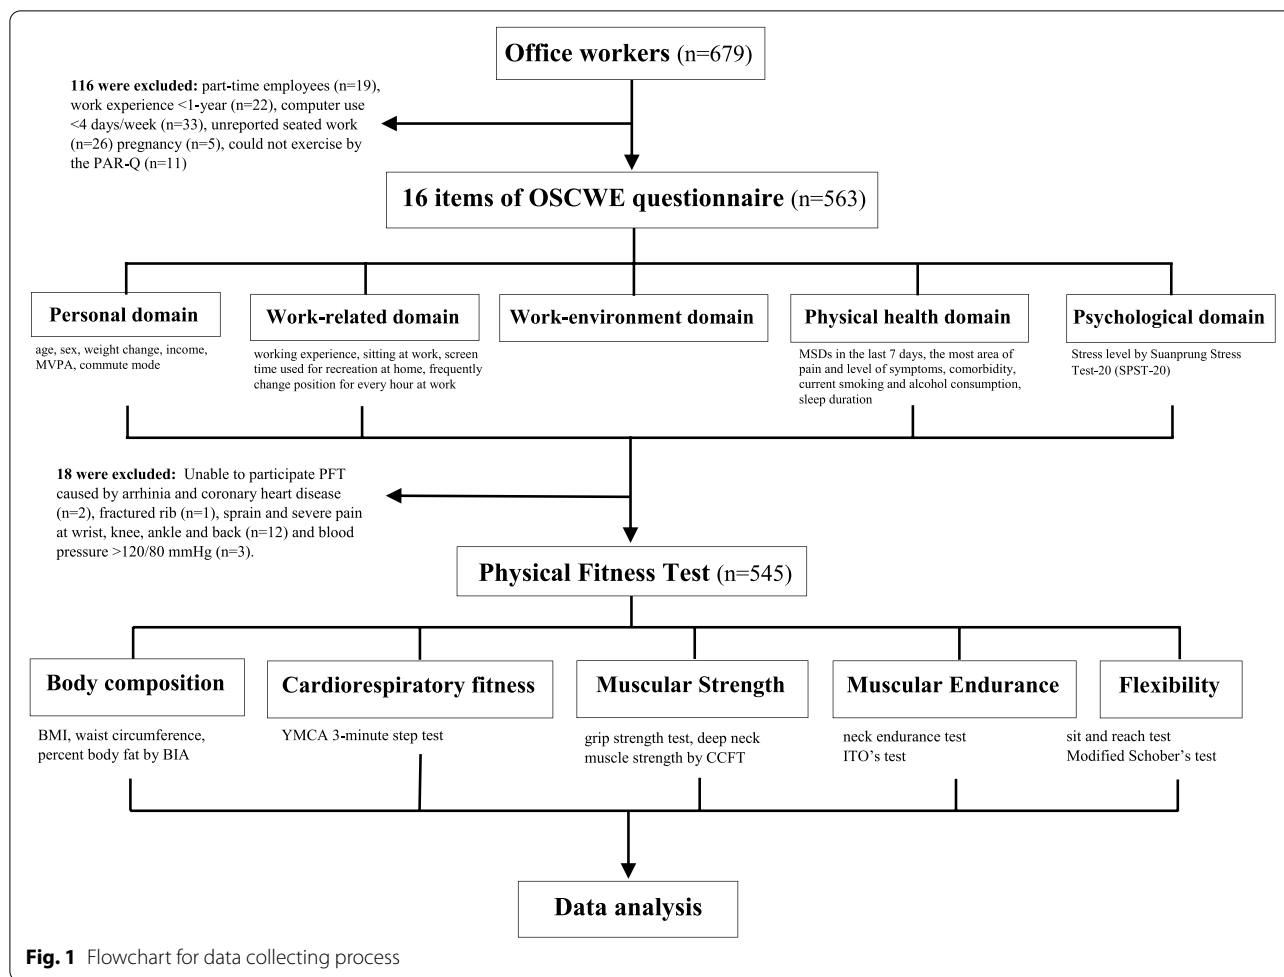 Office workers (n=679)
116 were excluded: part-time employees (n=19),
work experience <1-year (n=22), computer use
<4 days/week (n=33), unreported seated work
(n=26) pregnancy (n=5), could not exercise by
the PAR-Q (n=11)
16 items of OSCWE questionnaire (n=563)
Personal domain
age, sex, weight change, income,
MVPA, commute mode
Work-related domain
working experience, sitting at work, screen
time used for recreation at home, frequently
change position for every hour at work
Work-environment domain
Physical health domain
MSDs in the last 7 days, the most area of
pain and level of symptoms, comorbidity,
current smoking and alcohol consumption,
sleep duration
Psychological domain
Stress level by Suanprung Stress
Test-20 (SPST-20)
18 were excluded: Unable to participate PFT
caused by arrhinia and coronary heart disease
(n=2), fractured rib (n=1), sprain and severe pain
at wrist, knee, ankle and back (n=12) and blood
pressure >120/80 mmHg (n=3).
Physical Fitness Test (n=545)
Body composition
BMI, waist circumference,
percent body fat by BIA
Cardiorespiratory fitness
YMCA 3-minute step test
Muscular Strength
grip strength test, deep neck
muscle strength by CCFT
Muscular Endurance
neck endurance test
ITO's test
Flexibility
sit and reach test
Modified Schober's test
Data analysis
Fig. 1 Flowchart for data collecting process